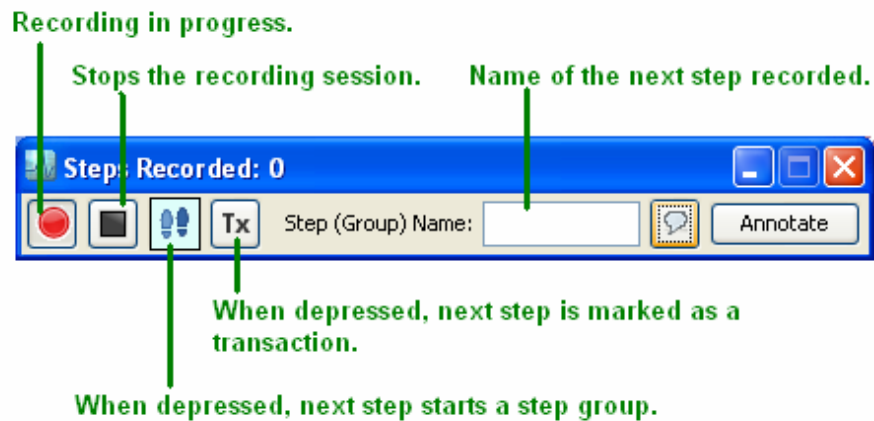 Recording in progress.
Stops the recording session.
Name of the next step recorded.
Steps Recorded: 0
Tx
Step (Group) Name:
Annotate
When depressed, next step is marked as a
transaction.
When depressed, next step starts a step group.